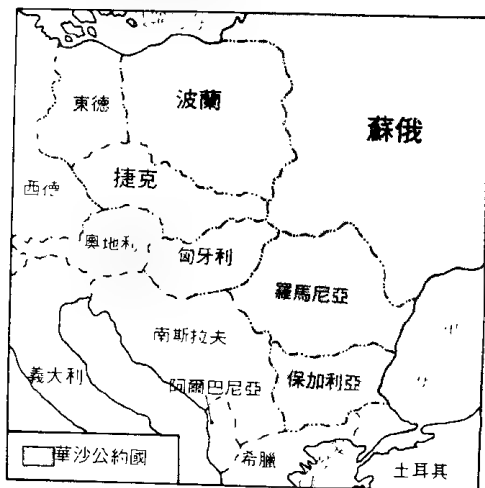 東德
波蘭
蘇俄
捷克
西德
奧地利
匈牙利
羅馬尼亞
南斯拉夫
義大利
阿爾巴尼亞
保加利亞
希臘
土耳其
華沙公約國